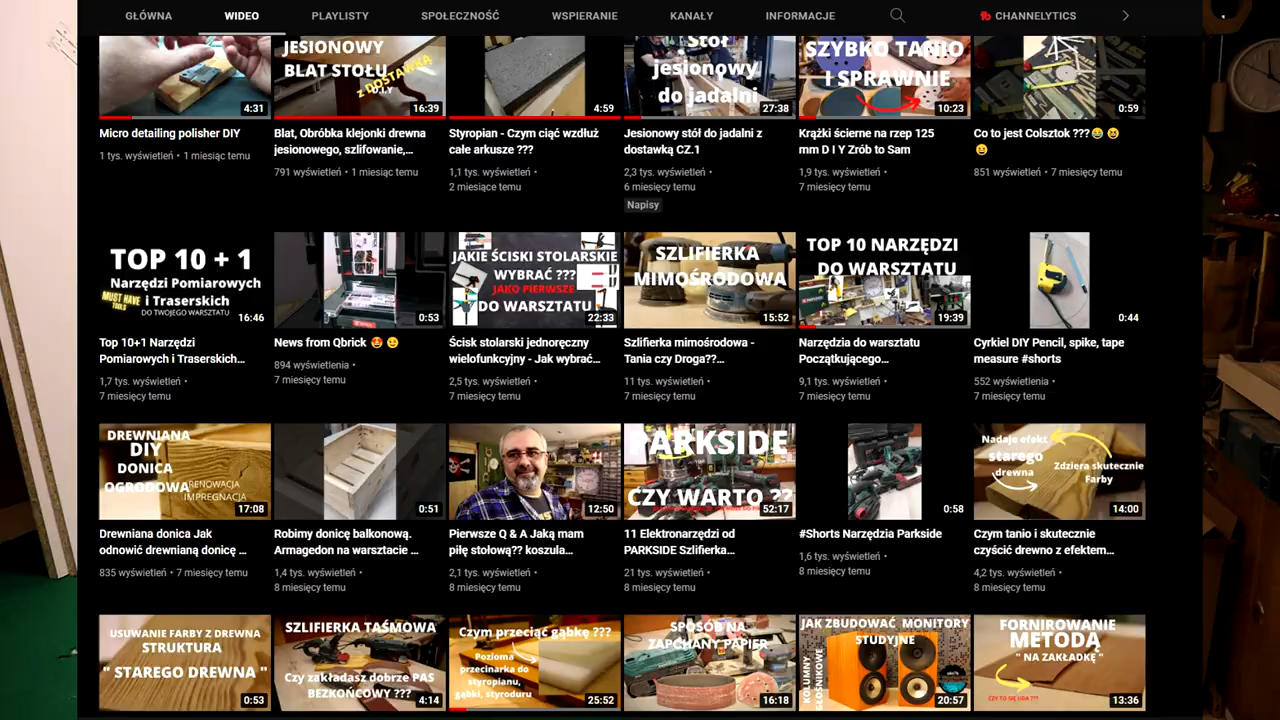 GŁÓWNA
WIDEO
PLAYLISTY
SPOŁECZNOŚĆ
WSPIERANIE
KANAŁY
INFORMACJE
CHANNELYTICS
4:31
JESIONOWY
BLAT STOŁU
z DOSTAWKĄ
D.I.Y
16:39
4:59
Stół
jesionowy
do jadalni
27:38
SZYBKO TANIO
I SPRAWNIE
10:23
0:59
Micro detailing polisher DIY
1 tys. wyświetleń • 1 miesiąc temu
Blat, Obróbka klejonki drewna
jesionowego, szlifowanie,...
791 wyświetleń • 1 miesiąc temu
Styropian - Czym ciąć wzdłuż
całe arkusze ???
1,1 tys. wyświetleń •
2 miesiące temu
Jesionowy stół do jadalni z
dostawką CZ.1
2,3 tys. wyświetleń •
6 miesięcy temu
Napisy
Krążki ścierne na rzep 125
mm D I Y Zrób to Sam
1,9 tys. wyświetleń •
7 miesięcy temu
Co to jest Colsztok ???😂 😆
😄
851 wyświetleń • 7 miesięcy temu
TOP 10 + 1
Narzędzi Pomiarowych
i Traserskich
MUST HAVE
TOOLS
DO TWOJEGO WARSZTATU
16:46
0:53
JAKIE ŚCISKI STOLARSKIE
WYBRAĆ ???
JAKO PIERWSZE
DO WARSZTATU
22:33
SZLIFIERKA
MIMOŚRODOWA
15:52
TOP 10 NARZĘDZI
DO WARSZTATU
19:39
0:44
Top 10+1 Narzędzi
Pomiarowych i Traserskich...
1,7 tys. wyświetleń •
7 miesięcy temu
News from Qbrick 😍 😉
894 wyświetlenia •
7 miesięcy temu
Ścisk stolarski jednoręczny
wielofunkcyjny - Jak wybrać...
2,5 tys. wyświetleń •
7 miesięcy temu
Szlifierka mimośrodowa -
Tania czy Droga??...
11 tys. wyświetleń •
7 miesięcy temu
Narzędzia do warsztatu
Początkującego...
9,1 tys. wyświetleń •
7 miesięcy temu
Cyrkiel DIY Pencil, spike, tape
measure #shorts
552 wyświetlenia •
7 miesięcy temu
DREWNIANA
DIY
DONICA
OGRODOWA
RENOWACJA
IMPREGNACJA
17:08
0:51
12:50
PARKSIDE
CZY WARTO ??
52:17
0:58
Nadaje efekt
starego
drewna
Zdziera skutecznie
Farby
14:00
Drewniana donica Jak
odnowić drewnianą donicę ...
835 wyświetleń • 7 miesięcy temu
Robimy donicę balkonową.
Armagedon na warsztacie ...
1,4 tys. wyświetleń •
8 miesięcy temu
Pierwsze Q & A Jaką mam
piłę stołową?? koszula...
2,1 tys. wyświetleń •
8 miesięcy temu
11 Elektronarzędzi od
PARKSIDE Szlifierka...
21 tys. wyświetleń •
8 miesięcy temu
#Shorts Narzędzia Parkside
1,6 tys. wyświetleń •
8 miesięcy temu
Czym tanio i skutecznie
czyścić drewno z efektem...
4,2 tys. wyświetleń •
8 miesięcy temu
USUWANIE FARBY Z DREWNA
STRUKTURA
" STAREGO DREWNA "
0:53
SZLIFIERKA TAŚMOWA
Czy zakładasz dobrze PAS
BEZKOŃCOWY ???
4:14
Czym przeciąć gąbkę ???
Pozioma
przecinarka do
styropianu,
gąbki, styroduru
25:52
SPOSÓB NA
ZAPCHANY PAPIER
16:18
JAK ZBUDOWAĆ MONITORY
STUDYJNE
KOLUMNY
GŁOŚNIKOWE
20:57
FORNIROWANIE
METODĄ
" NA ZAKŁADKĘ "
CZY TO SIĘ UDA ???
13:36